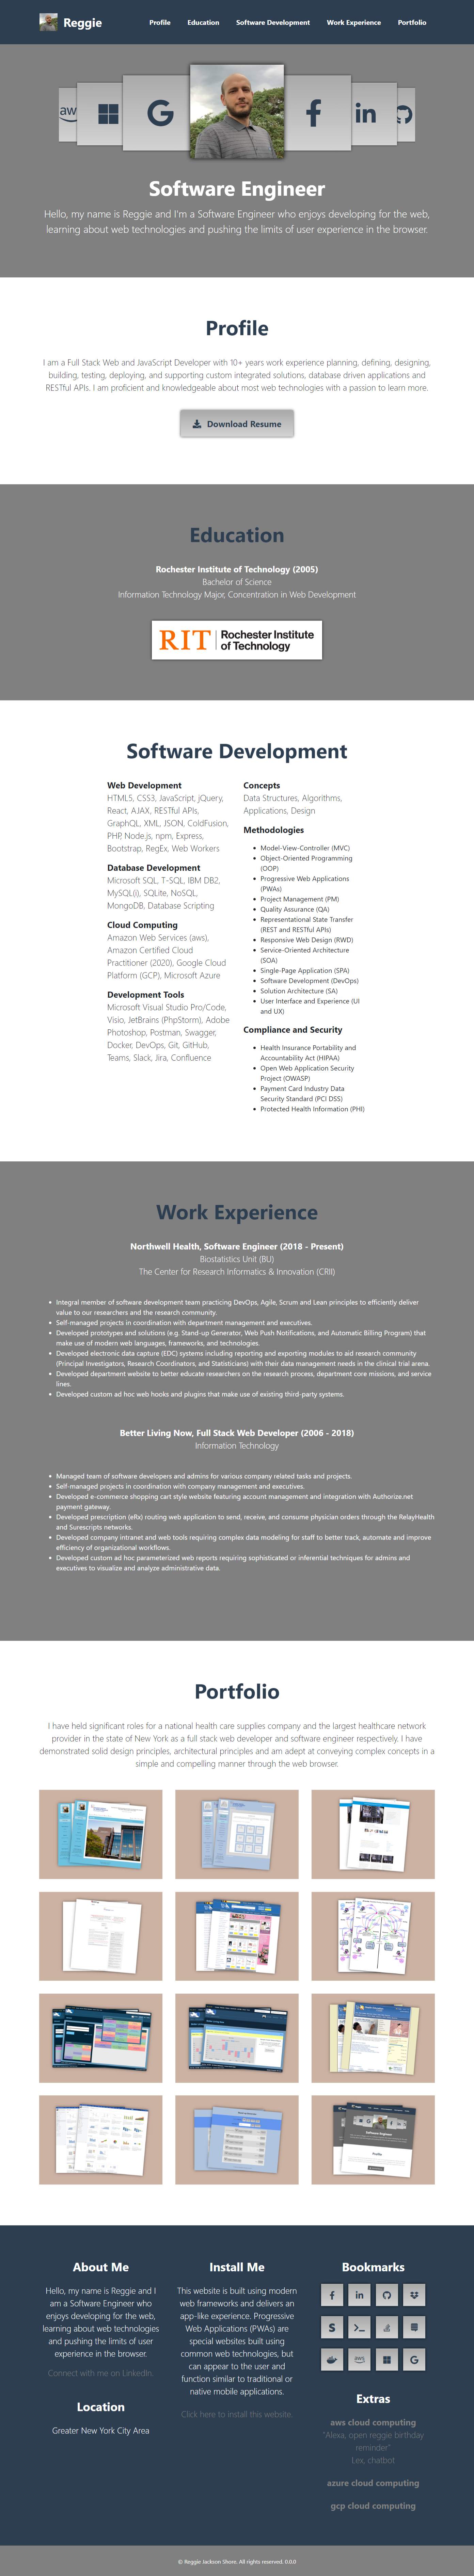 Reggie
Profile
Education
Software Development
Work Experience
Portfolio
aws
Software Engineer
Hello, my name is Reggie and I'm a Software Engineer who enjoys developing for the web,
learning about web technologies and pushing the limits of user experience in the browser.
Profile
I am a Full Stack Web and JavaScript Developer with 10+ years work experience planning, defining, designing,
building, testing, deploying, and supporting custom integrated solutions, database driven applications and
RESTful APIs. I am proficient and knowledgeable about most web technologies with a passion to learn more.
Download Resume
Education
Rochester Institute of Technology (2005)
Bachelor of Science
Information Technology Major, Concentration in Web Development
RIT
Rochester Institute
of Technology
Software Development
Web Development
HTML5, CSS3, JavaScript, jQuery,
React, AJAX, RESTful APIs,
GraphQL, XML, JSON, ColdFusion,
PHP, Node.js, npm, Express,
Bootstrap, RegEx, Web Workers
Database Development
Microsoft SQL, T-SQL, IBM DB2,
MySQL(i), SQLite, NoSQL,
MongoDB, Database Scripting
Cloud Computing
Amazon Web Services (aws),
Amazon Certified Cloud
Practitioner (2020), Google Cloud
Platform (GCP), Microsoft Azure
Development Tools
Microsoft Visual Studio Pro/Code,
Visio, JetBrains (PhpStorm), Adobe
Photoshop, Postman, Swagger,
Docker, DevOps, Git, GitHub,
Teams, Slack, Jira, Confluence
Concepts
Data Structures, Algorithms,
Applications, Design
Methodologies
Model-View-Controller (MVC)
Object-Oriented Programming
(OOP)
Progressive Web Applications
(PWAs)
Project Management (PM)
Quality Assurance (QA)
Representational State Transfer
(REST and RESTful APIs)
Responsive Web Design (RWD)
Service-Oriented Architecture
(SOA)
Single-Page Application (SPA)
Software Development (DevOps)
Solution Architecture (SA)
User Interface and Experience (UI
and UX)
Compliance and Security
Health Insurance Portability and
Accountability Act (HIPAA)
Open Web Application Security
Project (OWASP)
Payment Card Industry Data
Security Standard (PCI DSS)
Protected Health Information (PHI)
Work Experience
Northwell Health, Software Engineer (2018 - Present)
Biostatistics Unit (BU)
The Center for Research Informatics & Innovation (CRII)
Integral member of software development team practicing DevOps, Agile, Scrum and Lean principles to efficiently deliver
value to our researchers and the research community.
Self-managed projects in coordination with department management and executives.
Developed prototypes and solutions (e.g. Stand-up Generator, Web Push Notifications, and Automatic Billing Program) that
make use of modern web languages, frameworks, and technologies.
Developed electronic data capture (EDC) systems including reporting and exporting modules to aid research community
(Principal Investigators, Research Coordinators, and Statisticians) with their data management needs in the clinical trial arena.
Developed department website to better educate researchers on the research process, department core missions, and service
lines.
Developed custom ad hoc web hooks and plugins that make use of existing third-party systems.
Better Living Now, Full Stack Web Developer (2006 - 2018)
Information Technology
Managed team of software developers and admins for various company related tasks and projects.
Self-managed projects in coordination with company management and executives.
Developed e-commerce shopping cart style website featuring account management and integration with Authorize.net
payment gateway.
Developed prescription (eRx) routing web application to send, receive, and consume physician orders through the RelayHealth
and Surescripts networks.
Developed company intranet and web tools requiring complex data modeling for staff to better track, automate and improve
efficiency of organizational workflows.
Developed custom ad hoc parameterized web reports requiring sophisticated or inferential techniques for admins and
executives to visualize and analyze administrative data.
Portfolio
I have held significant roles for a national health care supplies company and the largest healthcare network
provider in the state of New York as a full stack web developer and software engineer respectively. I have
demonstrated solid design principles, architectural principles and am adept at conveying complex concepts in a
simple and compelling manner through the web browser.
Software Engineer
Profile
About Me
Hello, my name is Reggie and I
am a Software Engineer who
enjoys developing for the web,
learning about web technologies
and pushing the limits of user
experience in the browser.
Connect with me on LinkedIn.
Location
Greater New York City Area
Install Me
This website is built using modern
web frameworks and delivers an
app-like experience. Progressive
Web Applications (PWAs) are
special websites built using
common web technologies, but
can appear to the user and
function similar to traditional or
native mobile applications.
Click here to install this website.
Bookmarks
aws
Extras
aws cloud computing
"Alexa, open reggie birthday
reminder"
Lex, chatbot
azure cloud computing
gcp cloud computing
© Reggie Jackson Shore. All rights reserved. 0.0.0